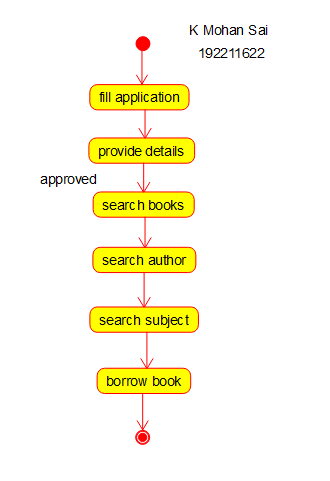 K Mohan Sai
192211622
fill application
provide details
approved
search books
search author
search subject
borrow book